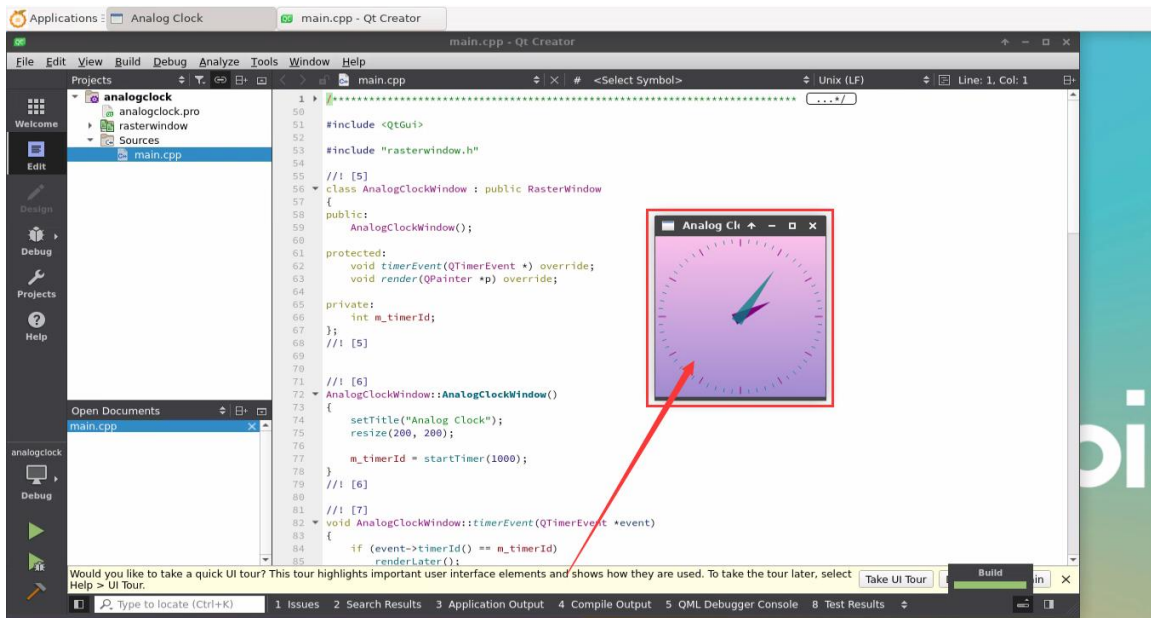 Applications Analog Clock main.cpp - Qt Creator
main.cpp - Qt Creator
File Edit View Build Debug Analyze Tools Window Help
Projects main.cpp # <Select Symbol> Unix (LF) Line: 1, Col: 1
Welcome
Edit
Design
Debug
Projects
Help
analogclock
analogclock.pro
rasterwindow
Sources
main.cpp
Open Documents
main.cpp
analogclock
Debug
1 /**************************************************************************** ...*/
50
51 #include <QtGui>
52
53 #include "rasterwindow.h"
54
55 //! [5]
56 class AnalogClockWindow : public RasterWindow
57 {
58 public:
59     AnalogClockWindow();
60
61 protected:
62     void timerEvent(QTimerEvent *) override;
63     void render(QPainter *p) override;
64
65 private:
66     int m_timerId;
67 };
68 //! [5]
69
70
71 //! [6]
72 AnalogClockWindow::AnalogClockWindow()
73 {
74     setTitle("Analog Clock");
75     resize(200, 200);
76
77     m_timerId = startTimer(1000);
78 }
79 //! [6]
80
81 //! [7]
82 void AnalogClockWindow::timerEvent(QTimerEvent *event)
83 {
84     if (event->timerId() == m_timerId)
85         renderLater();
Analog Cl
Would you like to take a quick UI tour? This tour highlights important user interface elements and shows how they are used. To take the tour later, select
Help > UI Tour.
Take UI Tour
Build
in
Type to locate (Ctrl+K) 1 Issues 2 Search Results 3 Application Output 4 Compile Output 5 QML Debugger Console 8 Test Results
pi